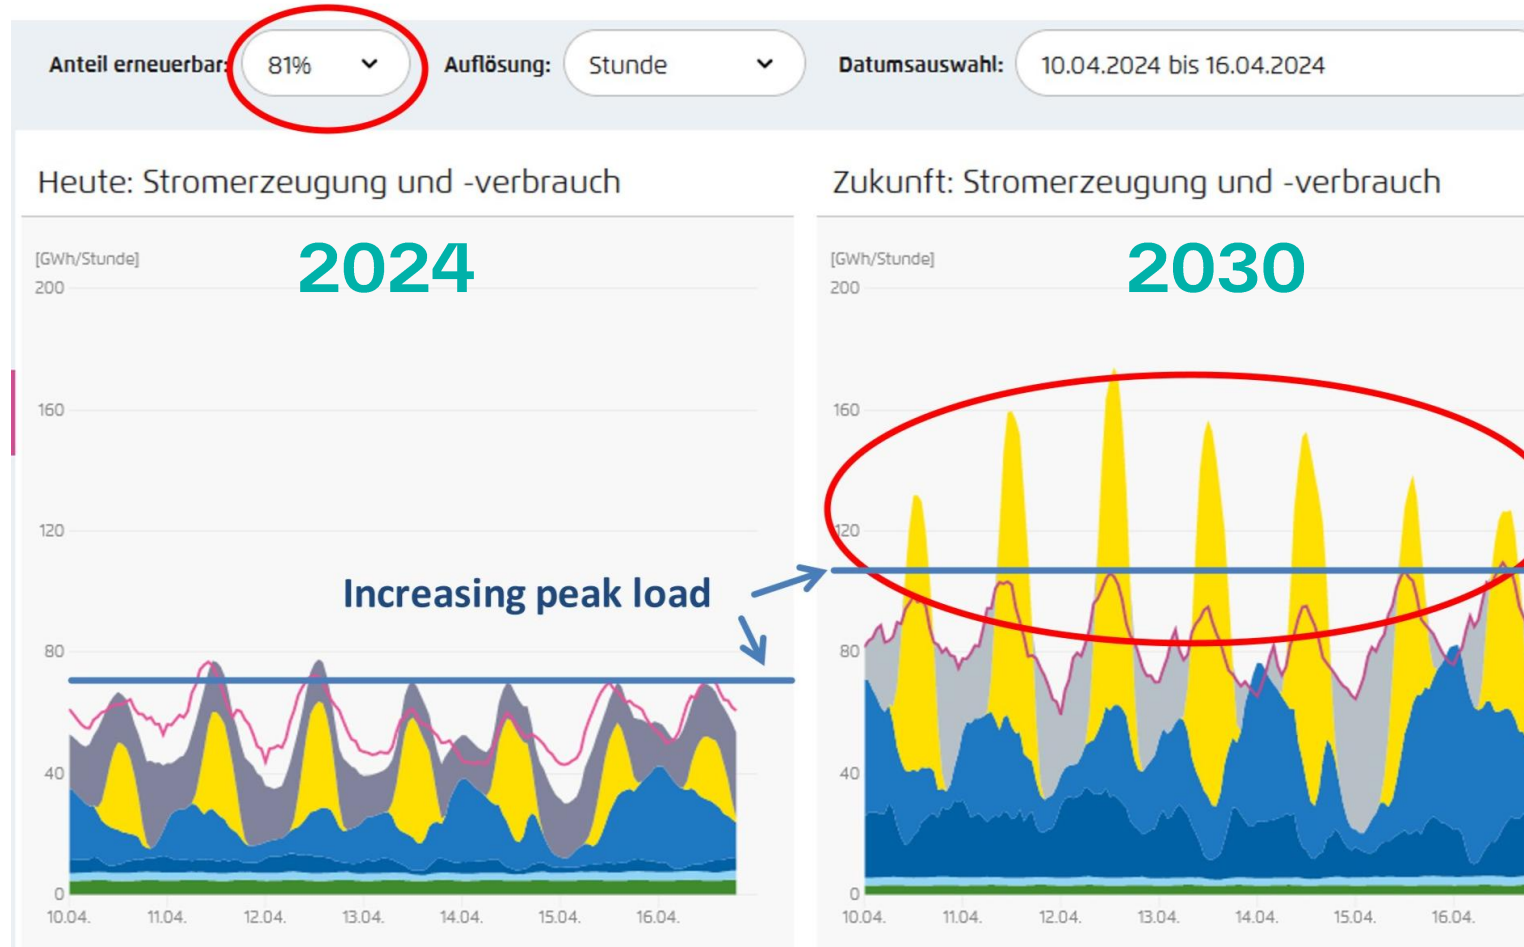 Anteil erneuerbar: 81% Auflösung: Stunde Datumsauswahl: 10.04.2024 bis 16.04.2024
Heute: Stromerzeugung und -verbrauch
[GWh/Stunde]
2024
200
160
120
80
40
0
10.04. 11.04. 12.04. 13.04. 14.04. 15.04. 16.04.
Increasing peak load
Zukunft: Stromerzeugung und -verbrauch
[GWh/Stunde]
2030
200
160
120
80
40
0
10.04. 11.04. 12.04. 13.04. 14.04. 15.04. 16.04.